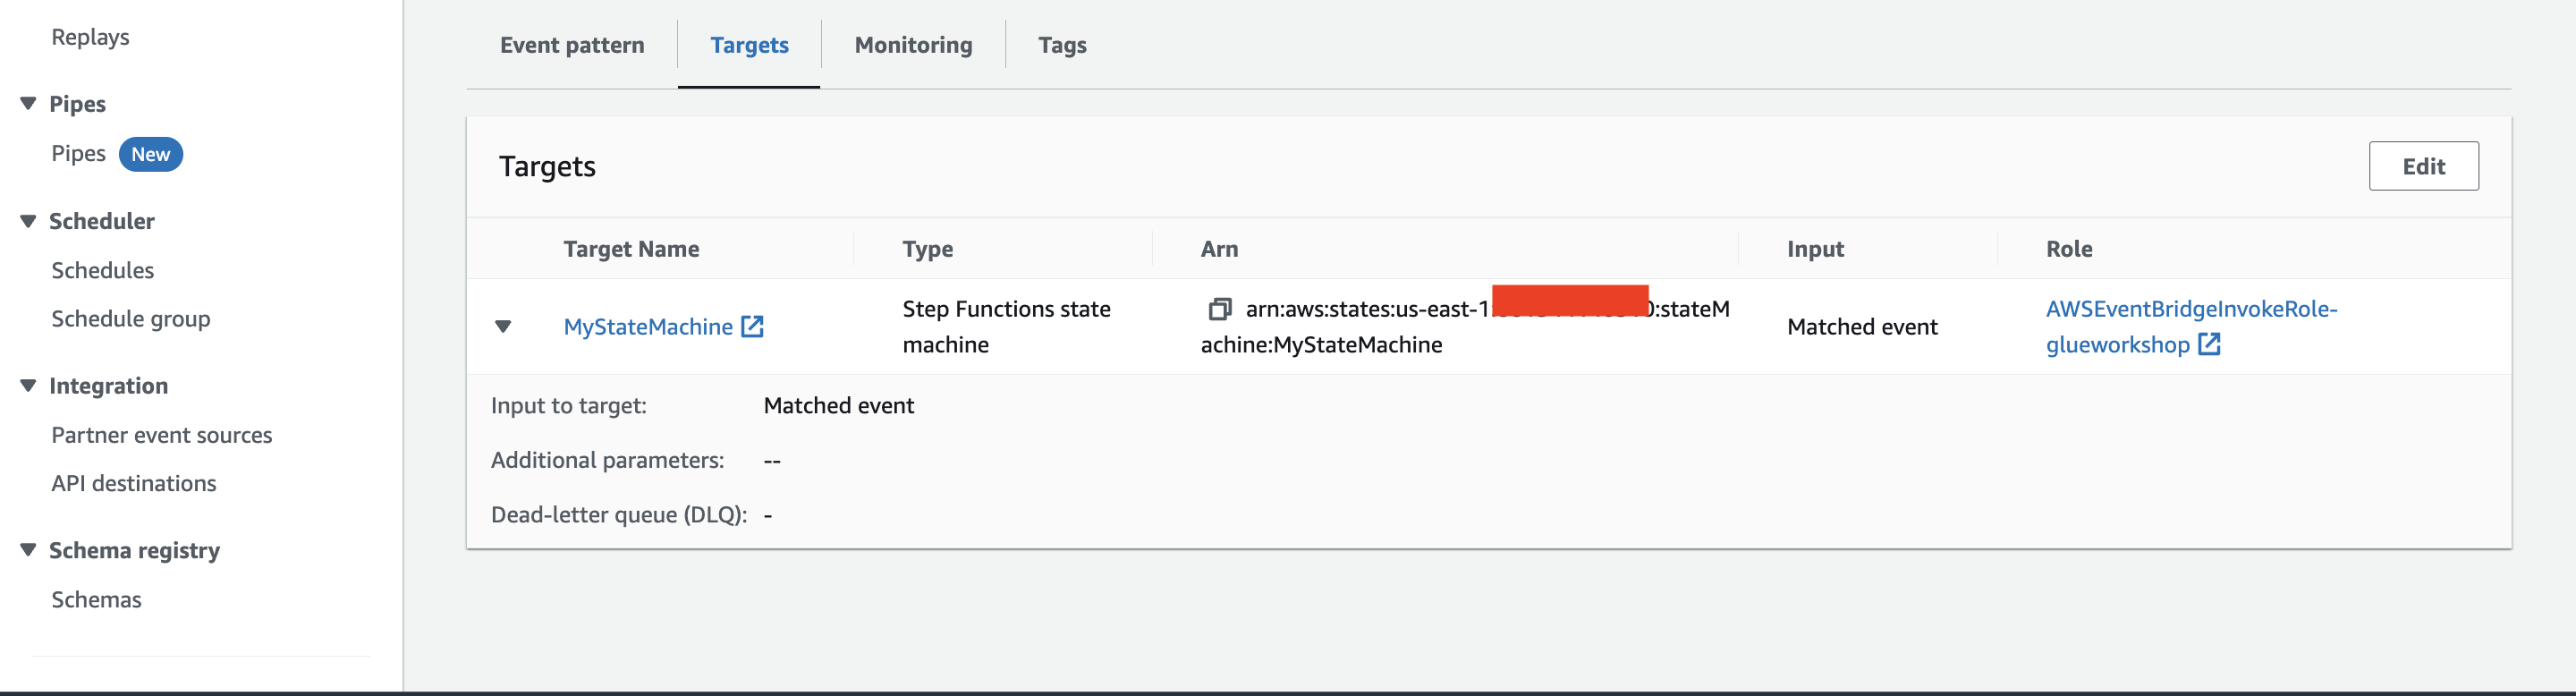 Replays
Pipes
Pipes New
Scheduler
Schedules
Schedule group
Integration
Partner event sources
API destinations
Schema registry
Schemas
Event pattern Targets Monitoring Tags
Targets Edit
Target Name Type Arn Input Role
MyStateMachine
Step Functions state
machine
arn:aws:states:us-east-1: 0:stateM
achine:MyStateMachine
Matched event
AWSEventBridgeInvokeRole-
glueworkshop
Input to target: Matched event
Additional parameters: --
Dead-letter queue (DLQ): -